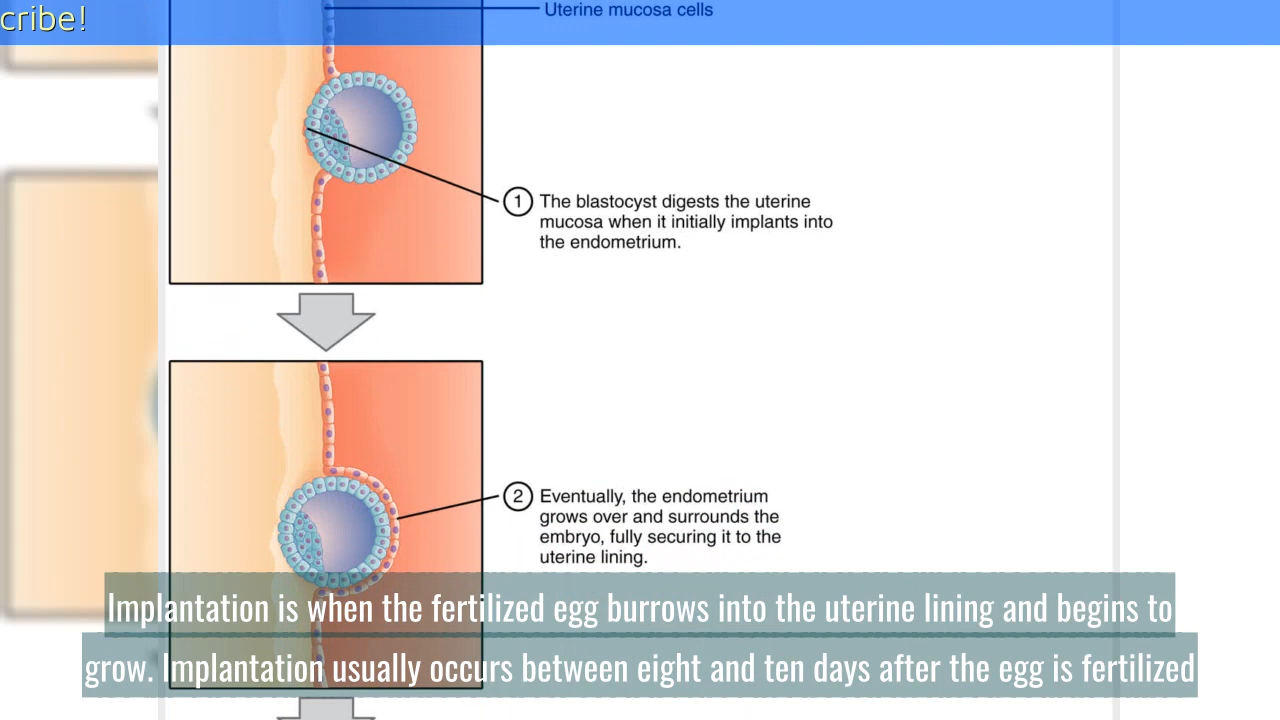 cribe!
Uterine mucosa cells
1 The blastocyst digests the uterine
mucosa when it initially implants into
the endometrium.
2 Eventually, the endometrium
grows over and surrounds the
embryo, fully securing it to the
uterine lining.
Implantation is when the fertilized egg burrows into the uterine lining and begins to
grow. Implantation usually occurs between eight and ten days after the egg is fertilized